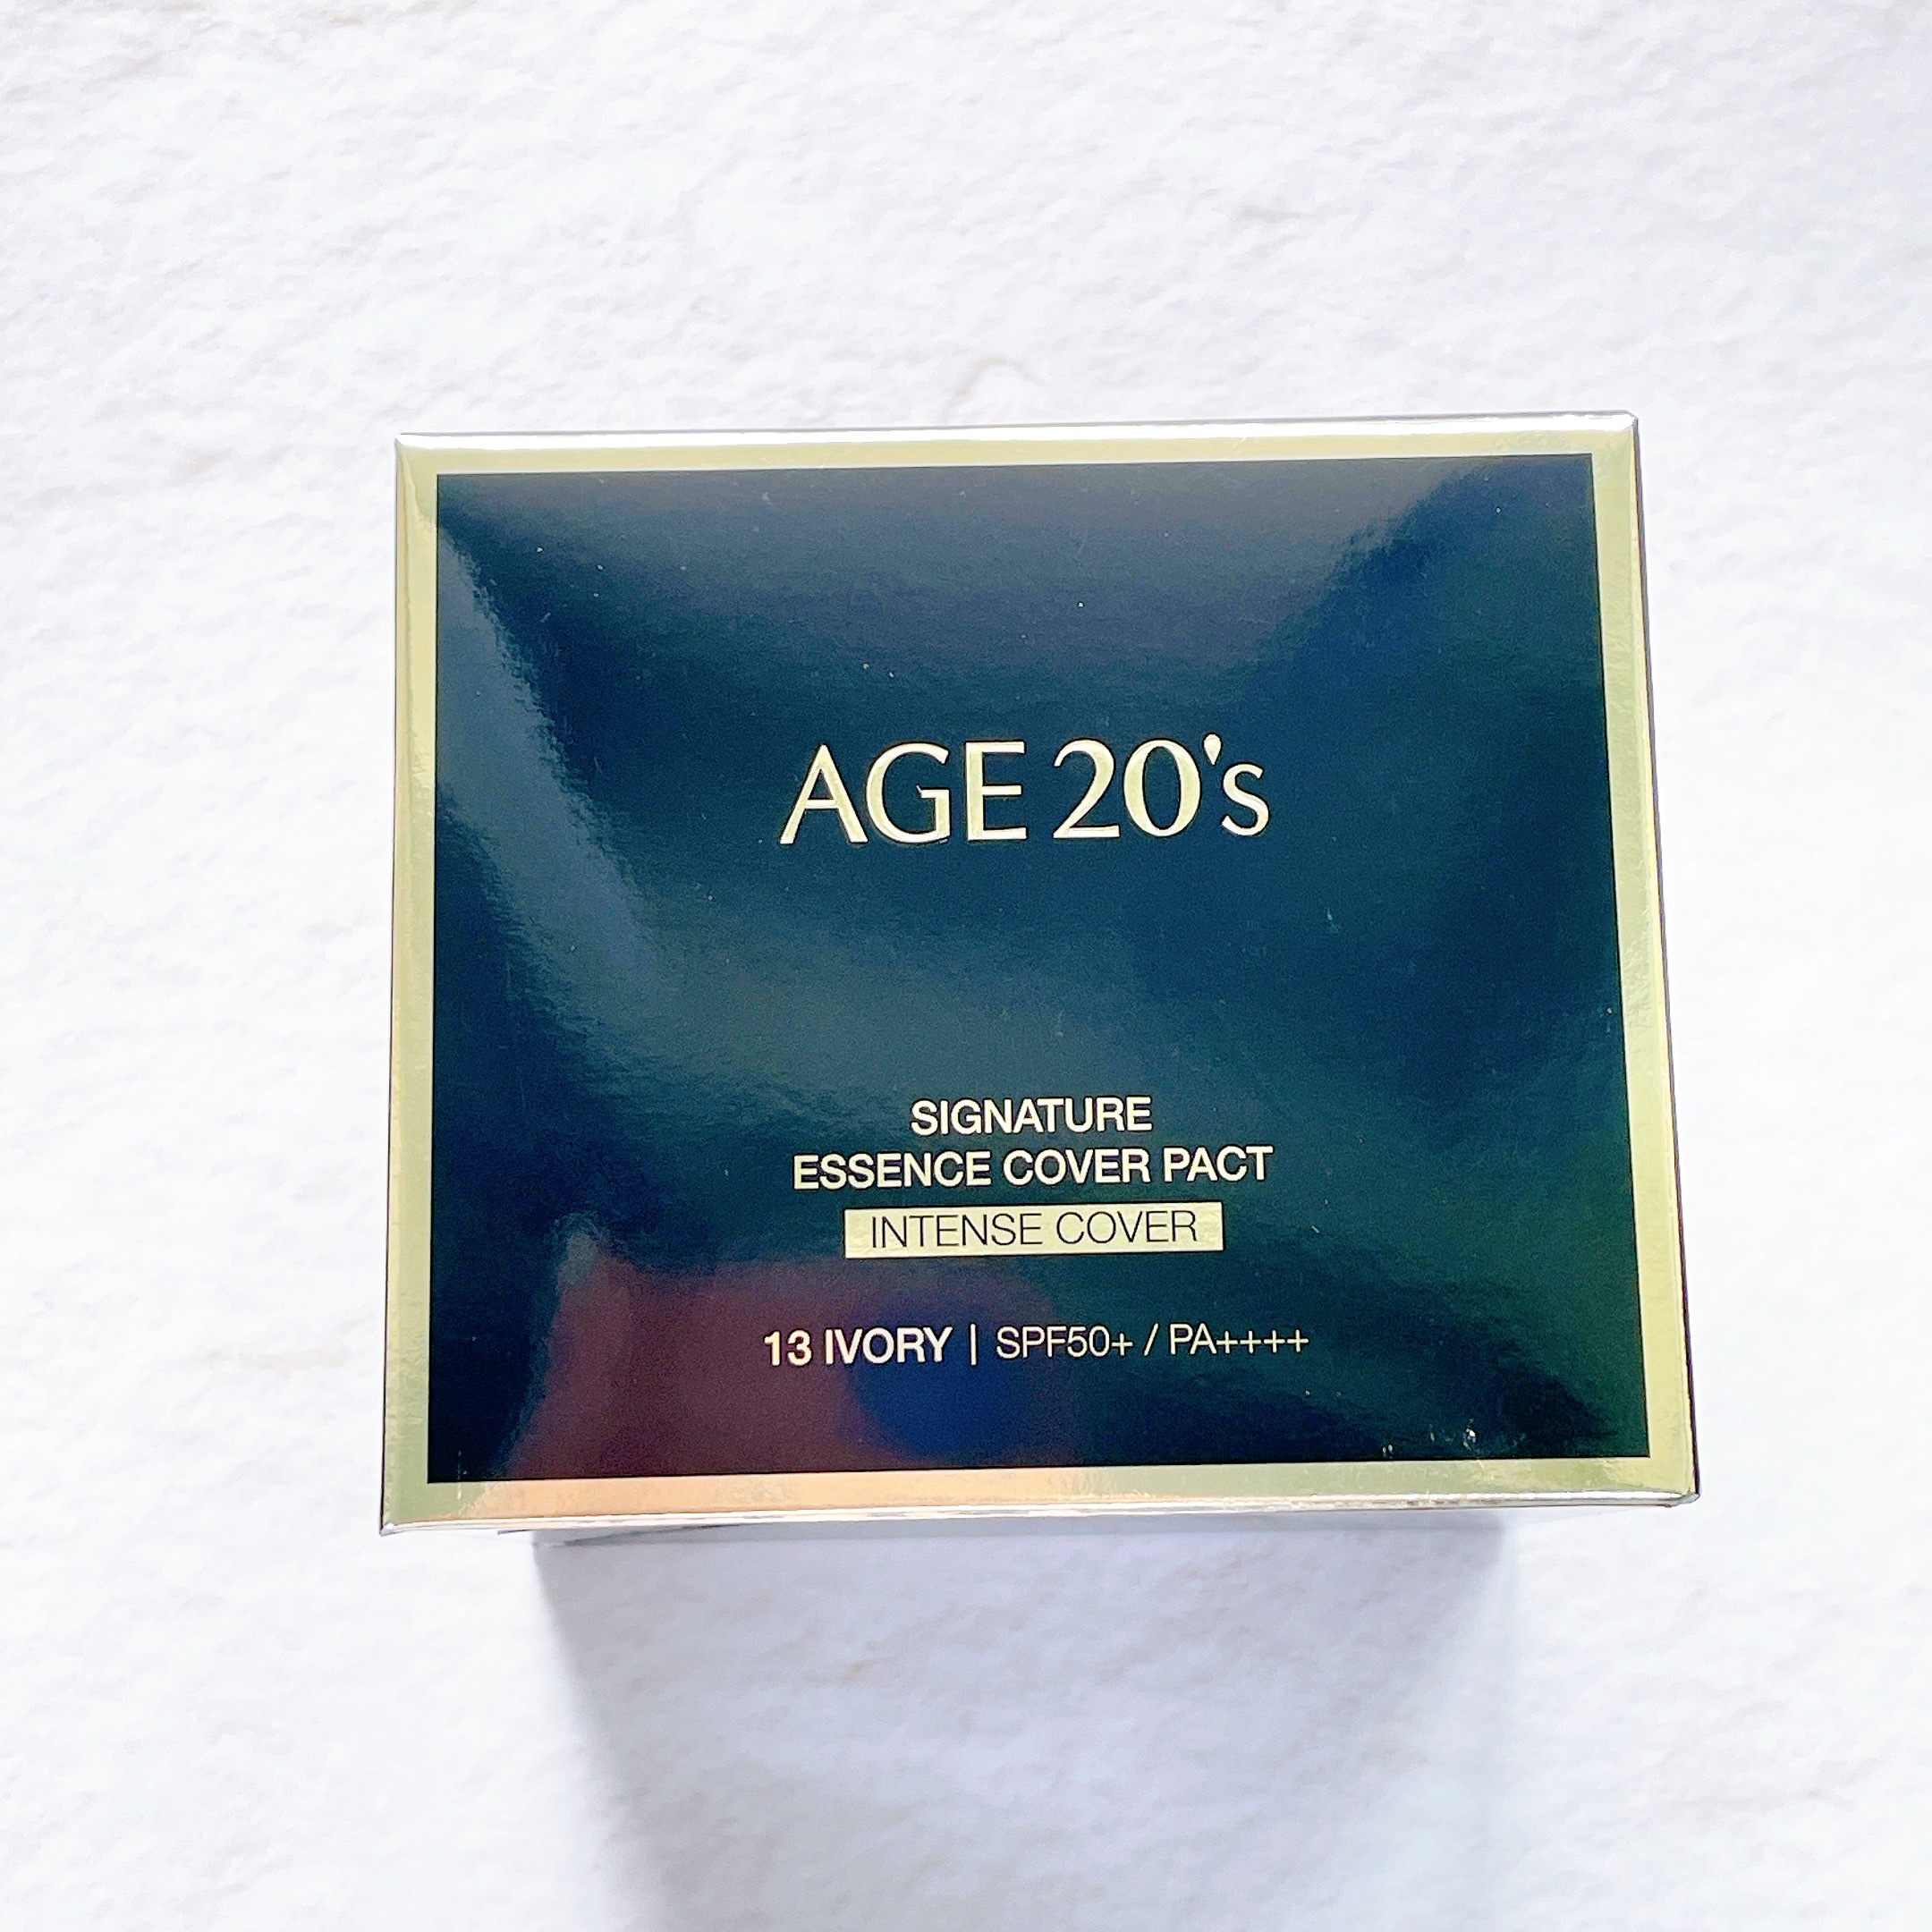 AGE 20's
SIGNATURE
ESSENCE COVER PACT
INTENSE COVER
13 IVORY | SPF50+ / PA++++